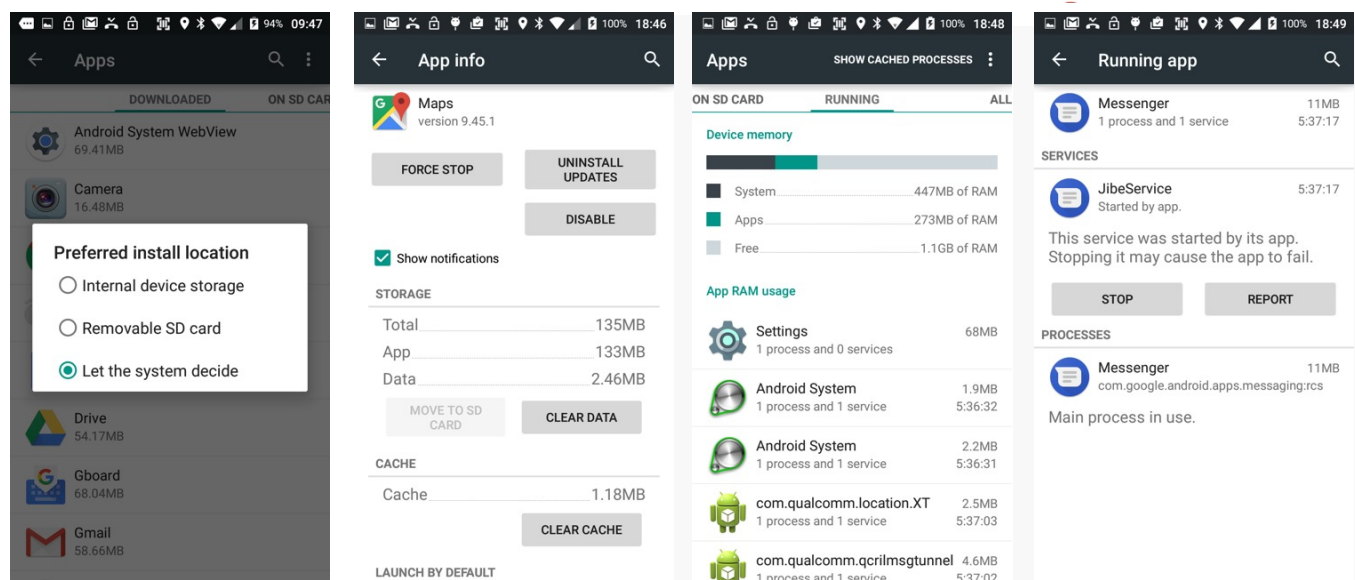 94% 09:47
Apps
DOWNLOADED ON SD CAR
Android System WebView
69.41MB
Camera
16.48MB
Preferred install location
Internal device storage
Removable SD card
Let the system decide
Drive
54.17MB
Gboard
68.04MB
Gmail
58.66MB
100% 18:46
App info
Maps
version 9.45.1
FORCE STOP
UNINSTALL
UPDATES
DISABLE
Show notifications
STORAGE
Total 135MB
App 133MB
Data 2.46MB
MOVE TO SD
CARD
CLEAR DATA
CACHE
Cache 1.18MB
CLEAR CACHE
LAUNCH BY DEFAULT
100% 18:48
Apps SHOW CACHED PROCESSES
ON SD CARD RUNNING ALL
Device memory
System 447MB of RAM
Apps 273MB of RAM
Free 1.1GB of RAM
App RAM usage
Settings 68MB
1 process and 0 services
Android System 1.9MB
1 process and 1 service 5:36:32
Android System 2.2MB
1 process and 1 service 5:36:31
com.qualcomm.location.XT 2.5MB
1 process and 1 service 5:37:03
com.qualcomm.qcrilmsgtunnel 4.6MB
1 process and 1 service 5:37:02
100% 18:49
Running app
Messenger 11MB
1 process and 1 service 5:37:17
SERVICES
JibeService 5:37:17
Started by app.
This service was started by its app.
Stopping it may cause the app to fail.
STOP REPORT
PROCESSES
Messenger 11MB
com.google.android.apps.messaging:rcs
Main process in use.